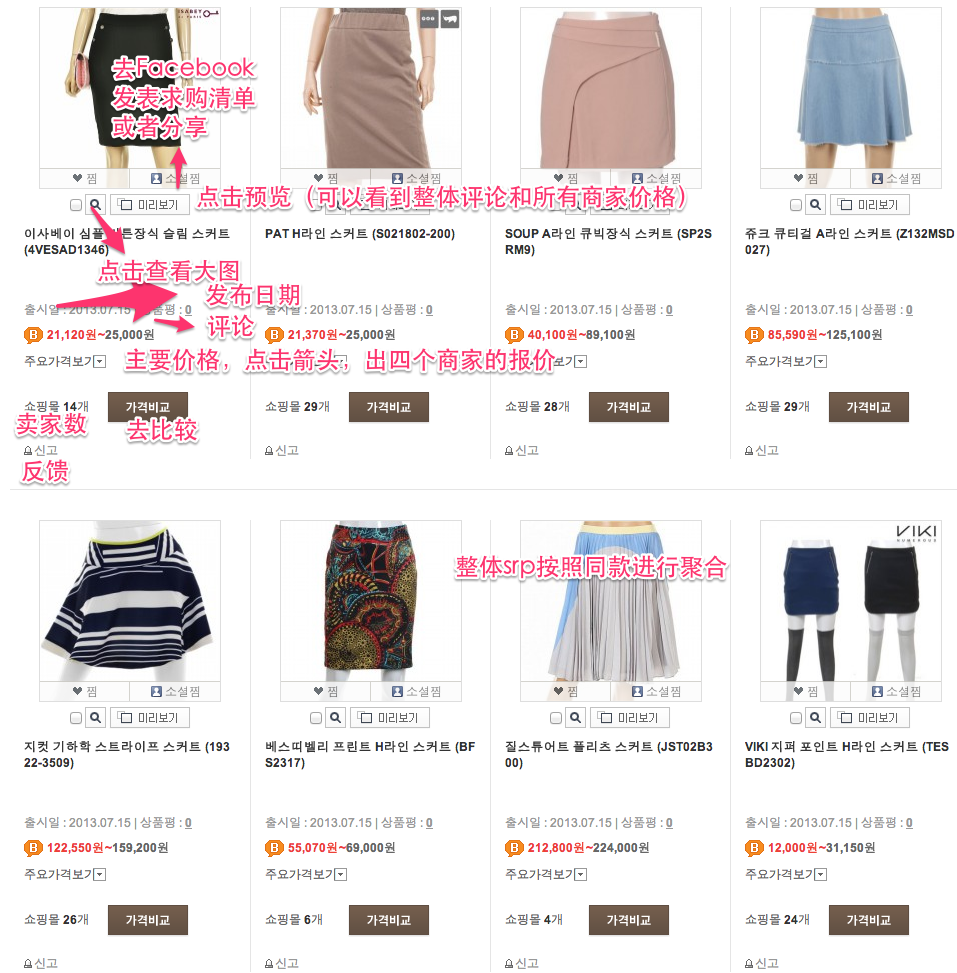 ISABEY
de PARIS
去Facebook
发表求购清单
或者分享
찜 소셜찜
찜 소셜찜
찜 소셜찜
찜 소셜찜
미리보기
点击预览（可以看到整体评论和所有商家价格）
미리보기
이사베이 심플 버튼장식 슬림 스커트
(4VESAD1346)
PAT H라인 스커트 (S021802-200)
SOUP A라인 큐빅장식 스커트 (SP2S
RM9)
쥬크 큐티컬 A라인 스커트 (Z132MSD
027)
点击查看大图
发布日期
评论
출시일 : 2013.07.15 | 상품평 : 0
출시일 : 2013.07.15 | 상품평 : 0
출시일 : 2013.07.15 | 상품평 : 0
출시일 : 2013.07.15 | 상품평 : 0
B 21,120원~25,000원
B 21,370원~25,000원
B 40,100원~89,100원
B 85,590원~125,100원
주요가격보기
主要价格，点击箭头，出四个商家的报价
보기
주요가격보기
쇼핑몰 14개 가격비교
쇼핑몰 29개 가격비교
쇼핑몰 28개 가격비교
쇼핑몰 29개 가격비교
卖家数
去比较
신고
신고
신고
신고
反馈
VIKI
NUMEROUS
整体srp按照同款进行聚合
찜 소셜찜
찜 소셜찜
찜 소셜찜
찜 소셜찜
미리보기
미리보기
미리보기
미리보기
지컷 기하학 스트라이프 스커트 (193
22-3509)
베스띠벨리 프린트 H라인 스커트 (BF
S2317)
질스튜어트 플리츠 스커트 (JST02B3
00)
VIKI 지퍼 포인트 H라인 스커트 (TES
BD2302)
출시일 : 2013.07.15 | 상품평 : 0
출시일 : 2013.07.15 | 상품평 : 0
출시일 : 2013.07.15 | 상품평 : 0
출시일 : 2013.07.15 | 상품평 : 0
B 122,550원~159,200원
B 55,070원~69,000원
B 212,800원~224,000원
B 12,000원~31,150원
주요가격보기
주요가격보기
주요가격보기
주요가격보기
쇼핑몰 26개 가격비교
쇼핑몰 6개 가격비교
쇼핑몰 4개 가격비교
쇼핑몰 24개 가격비교
신고
신고
신고
신고